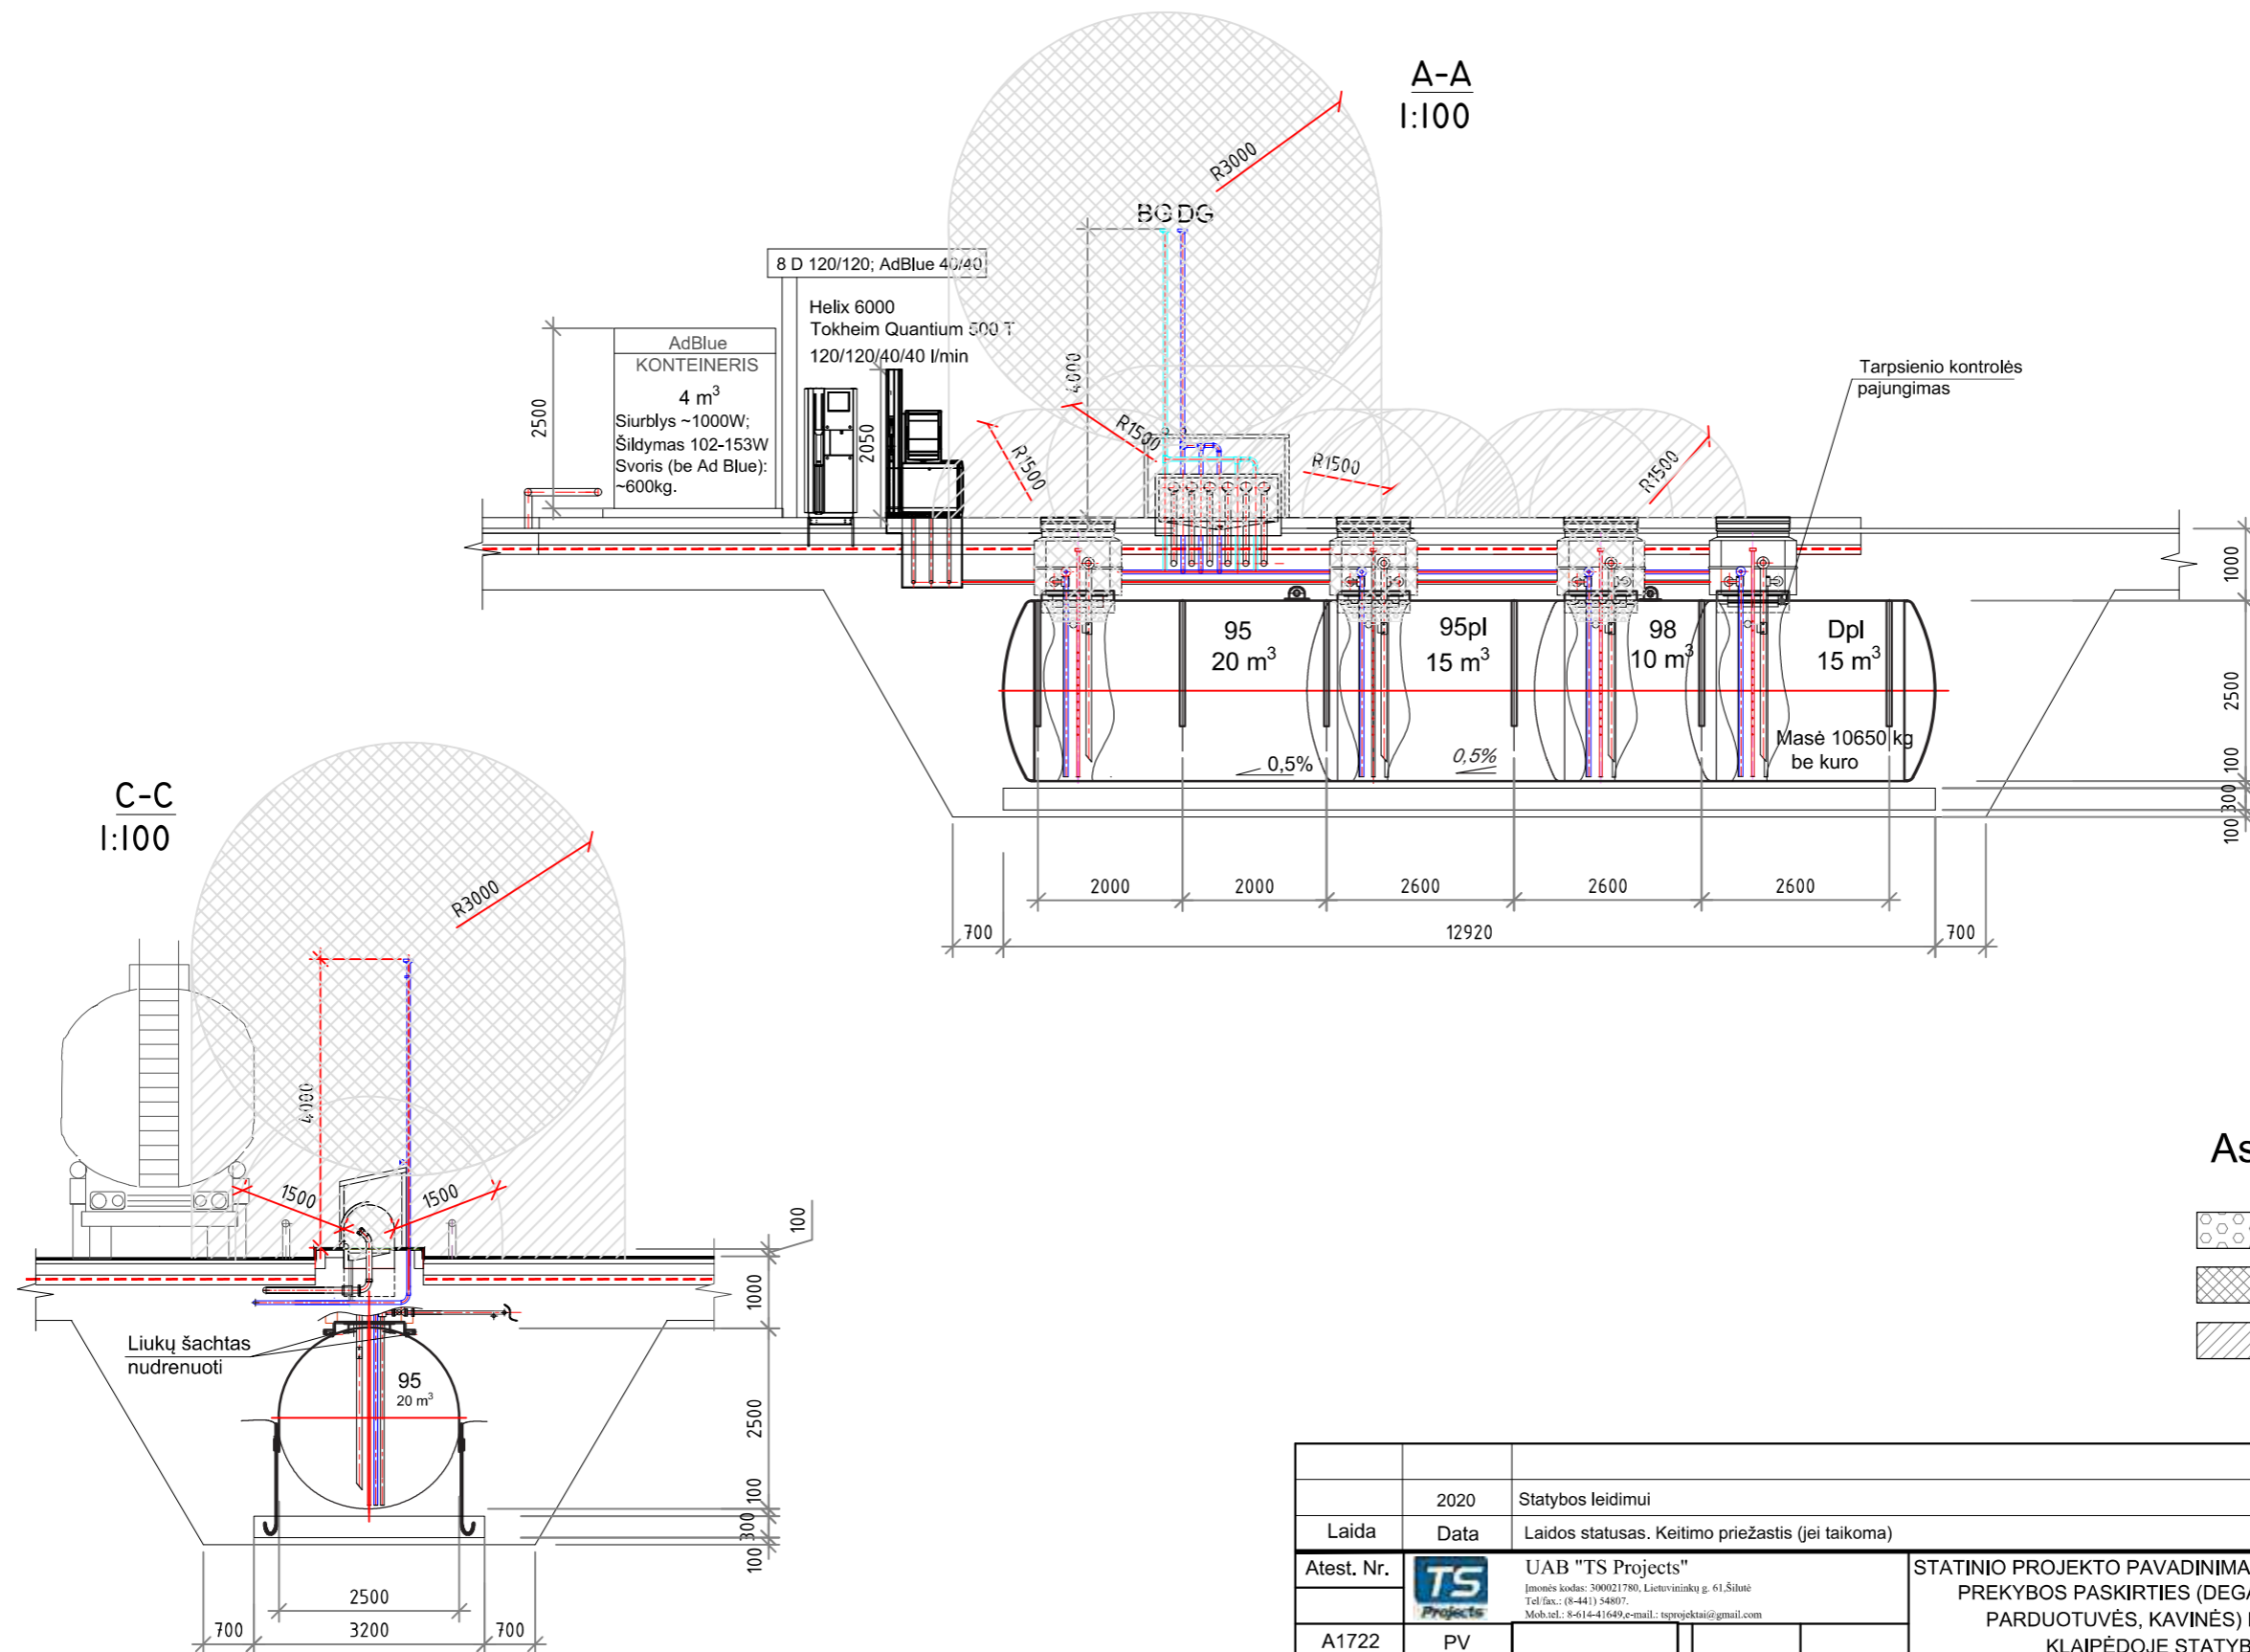 A-A
1:100
R3000
BG DG
8 D 120/120; AdBlue 40/40
Helix 6000
Tokheim Quantium 500 T
120/120/40/40 l/min
AdBlue
KONTEINERIS
4 m³
Siurblys ~1000W;
Šildymas 102-153W
Svoris (be Ad Blue):
~600kg.
2500
2050
4000
R1500
R1500
R1500
R1500
Tarpsienio kontrolės
pajungimas
95
20 m³
95pl
15 m³
98
10 m³
Dpl
15 m³
Masė 10650 kg
be kuro
0,5%
0,5%
1000
2500
100
300
100
2000
2000
2600
2600
2600
700
12920
700
C-C
1:100
R3000
4000
1500
1500
100
1000
2500
100
300
100
Liukų šachtas
nudrenuoti
95
20 m³
2500
700
3200
700
As
2020
Statybos leidimui
Laida
Data
Laidos statusas. Keitimo priežastis (jei taikoma)
Atest. Nr.
TS
Projects
UAB "TS Projects"
Įmonės kodas: 300021780, Lietuvininkų g. 61,Šilutė
Tel/fax.: (8-441) 54807.
Mob.tel.: 8-614-41649,e-mail.: tsprojektai@gmail.com
STATINIO PROJEKTO PAVADINIMA
PREKYBOS PASKIRTIES (DEGA
PARDUOTUVĖS, KAVINĖS) 
KLAIPĖDOJE STATYB
A1722
PV